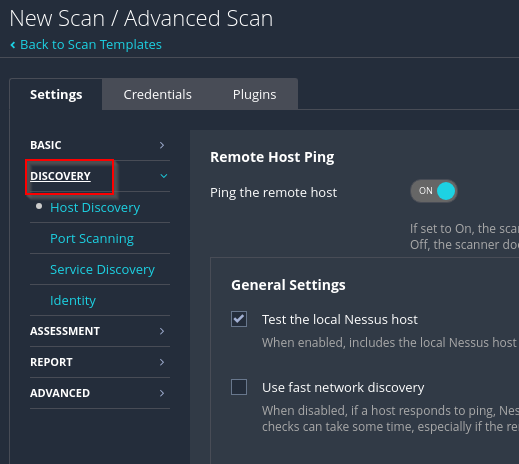 New Scan / Advanced Scan
Back to Scan Templates
Settings
Credentials
Plugins
BASIC
DISCOVERY
Host Discovery
Port Scanning
Service Discovery
Identity
ASSESSMENT
REPORT
ADVANCED
Remote Host Ping
Ping the remote host
ON
If set to On, the sca
Off, the scanner doe
General Settings
Test the local Nessus host
When enabled, includes the local Nessus host
Use fast network discovery
When disabled, if a host responds to ping, Nes
checks can take some time, especially if the re